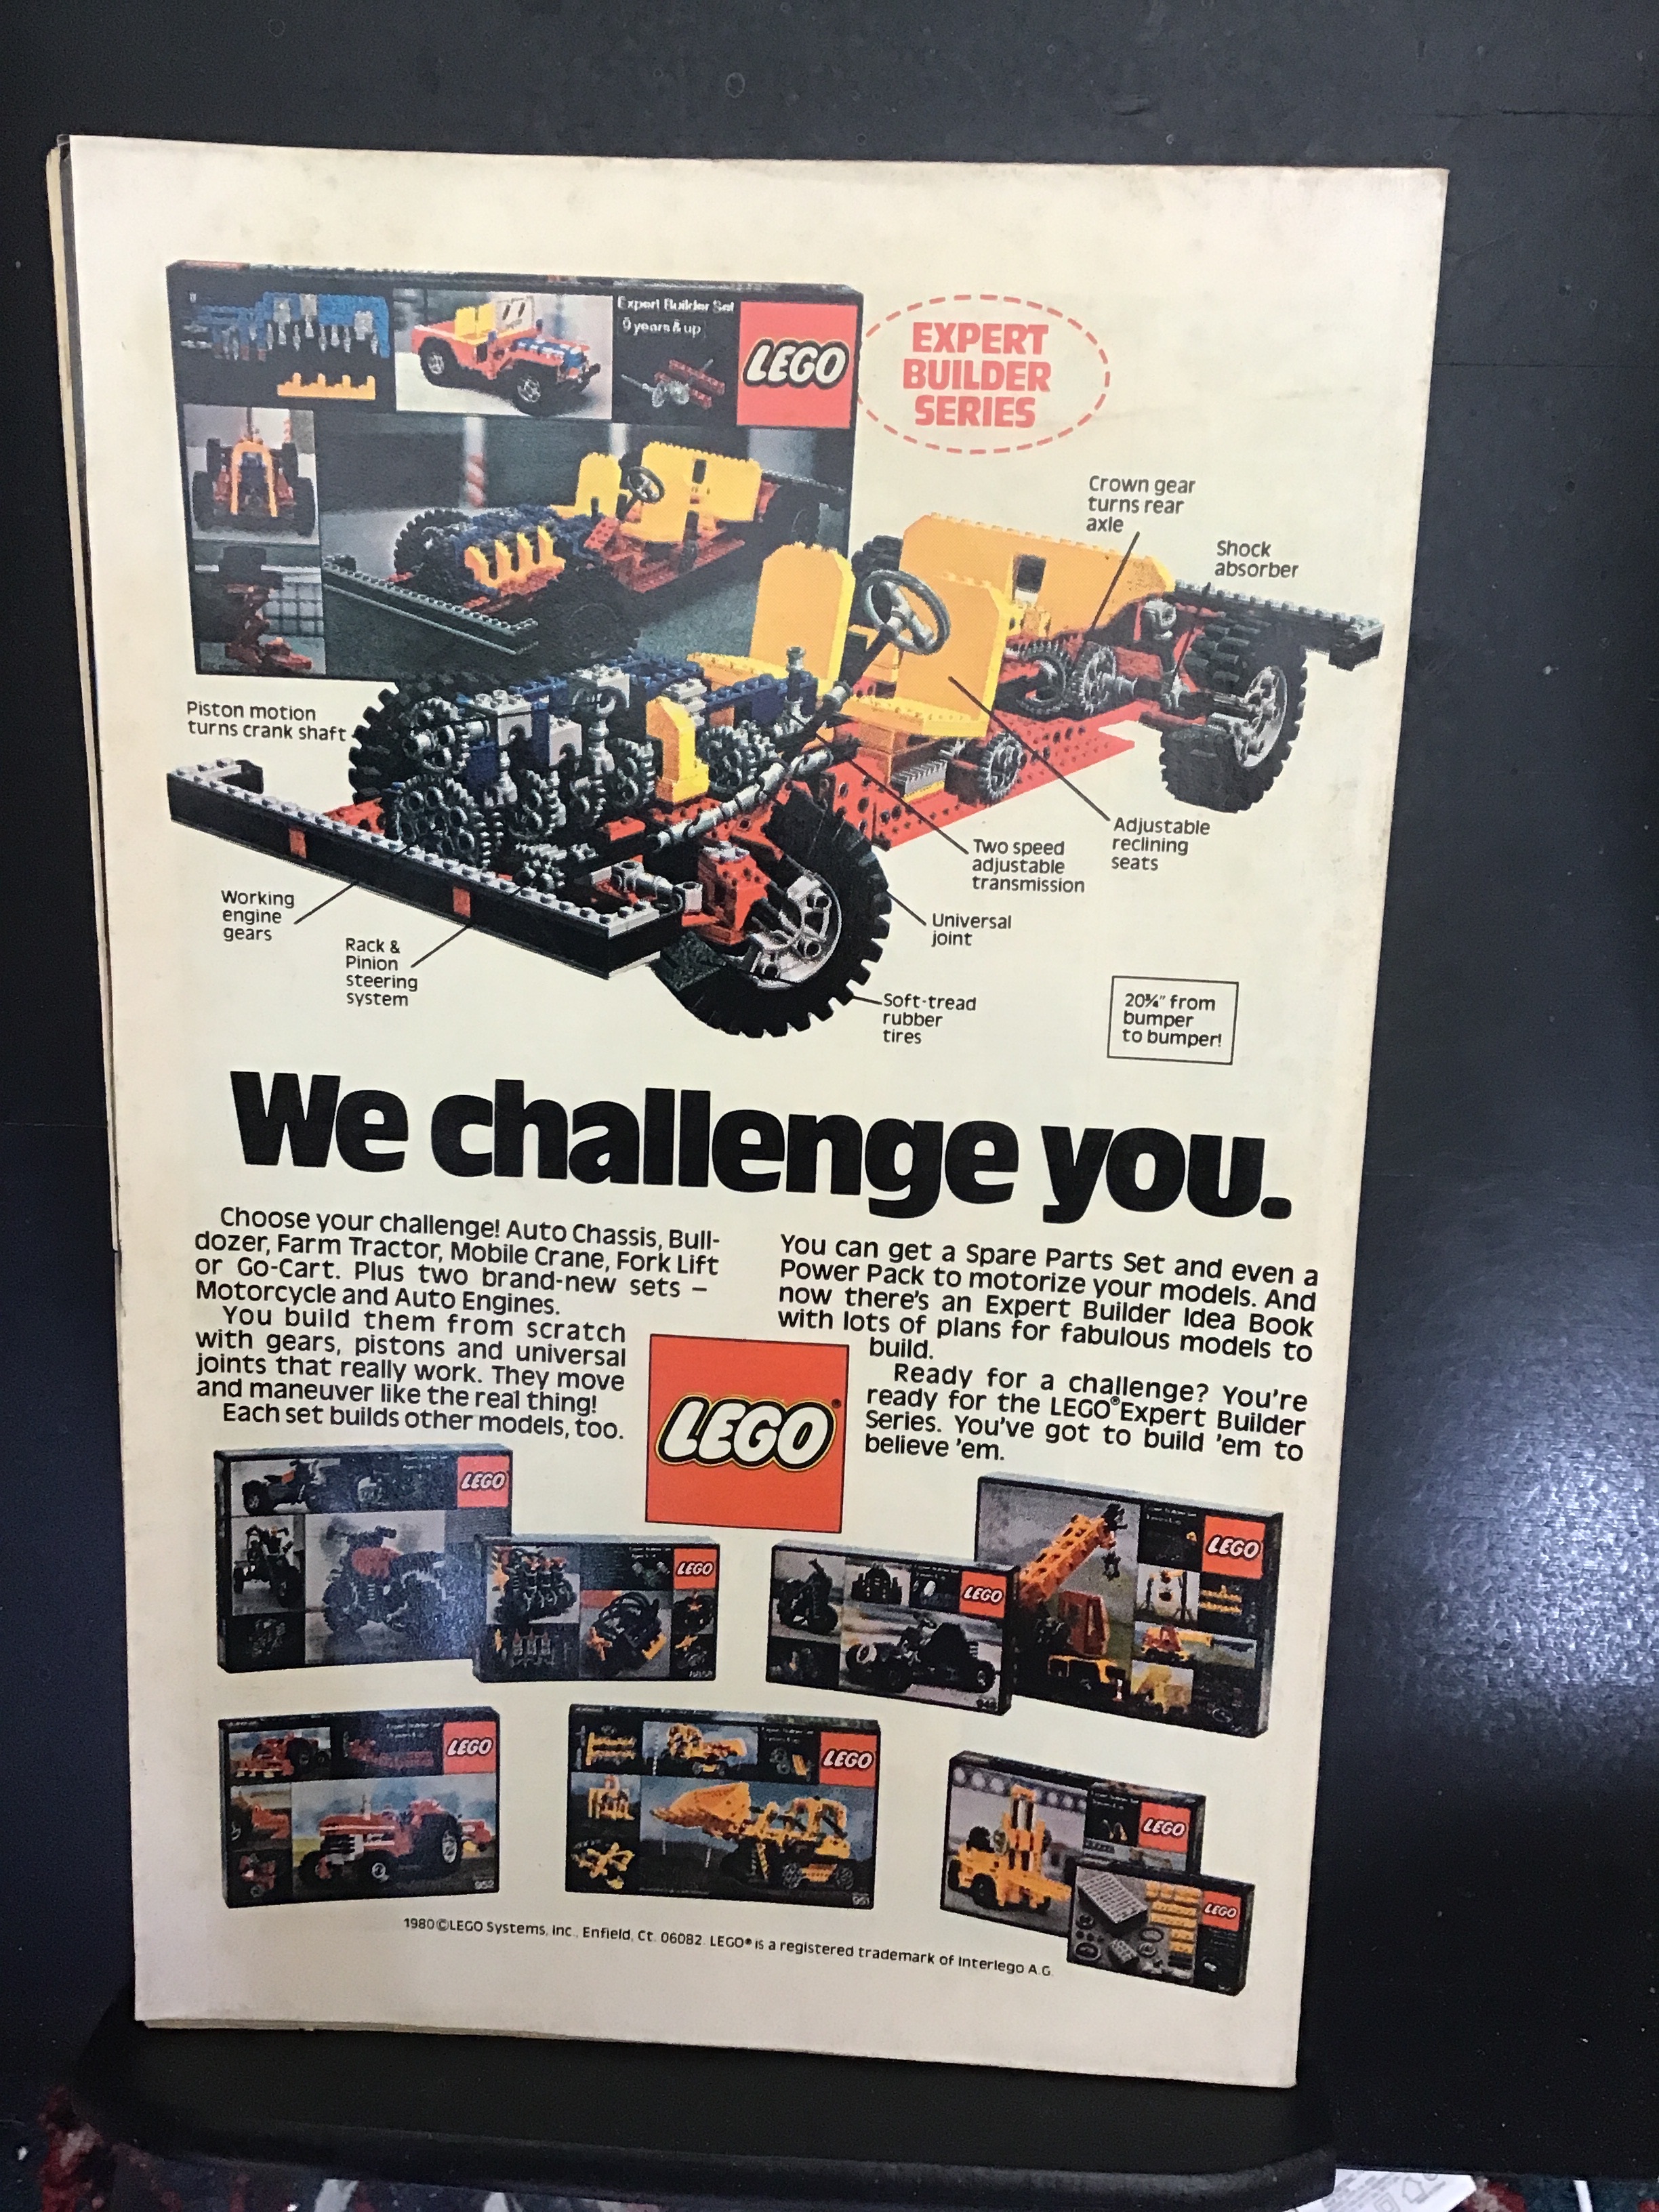 Expert Builder Set
9 years & up
LEGO
EXPERT
BUILDER
SERIES
Crown gear
turns rear
axle
Shock
absorber
Piston motion
turns crank shaft
Working
engine
gears
Rack &
Pinion
steering
system
Two speed
adjustable
transmission
Adjustable
reclining
seats
Universal
joint
Soft-tread
rubber
tires
20¾" from
bumper
to bumper!
We challenge you.
Choose your challenge! Auto Chassis, Bull-
dozer, Farm Tractor, Mobile Crane, Fork Lift
or Go-Cart. Plus two brand-new sets –
Motorcycle and Auto Engines.
You build them from scratch
with gears, pistons and universal
joints that really work. They move
and maneuver like the real thing!
Each set builds other models, too.
You can get a Spare Parts Set and even a
Power Pack to motorize your models. And
now there's an Expert Builder Idea Book
with lots of plans for fabulous models to
build.
Ready for a challenge? You're
ready for the LEGO® Expert Builder
Series. You've got to build 'em to
believe 'em.
LEGO®
LEGO
LEGO
8858
LEGO
948
LEGO
LEGO
952
LEGO
951
LEGO
LEGO
1980 © LEGO Systems, Inc., Enfield, Ct. 06082. LEGO® is a registered trademark of Interlego A.G.